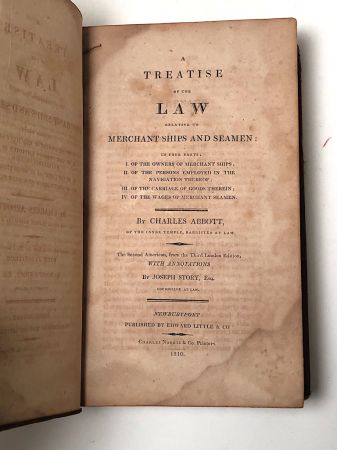 A
TREATISE
OF THE
LAW
RELATIVE TO
MERCHANT SHIPS AND SEAMEN:
IN FOUR PARTS;
I. OF THE OWNERS OF MERCHANT SHIPS;
II. OF THE PERSONS EMPLOYED IN THE
NAVIGATION THEREOF;
III. OF THE CARRIAGE OF GOODS THEREIN;
IV. OF THE WAGES OF MERCHANT SEAMEN.
By CHARLES ABBOTT,
OF THE INNER TEMPLE, BARRISTER AT LAW.
The Second American, from the Third London Edition,
WITH ANNOTATIONS
By JOSEPH STORY, Esq.
COUNSELLOR AT LAW.
NEWBURYPORT
PUBLISHED BY EDWARD LITTLE & CO
Charles Norris & Co. Printers
1810.